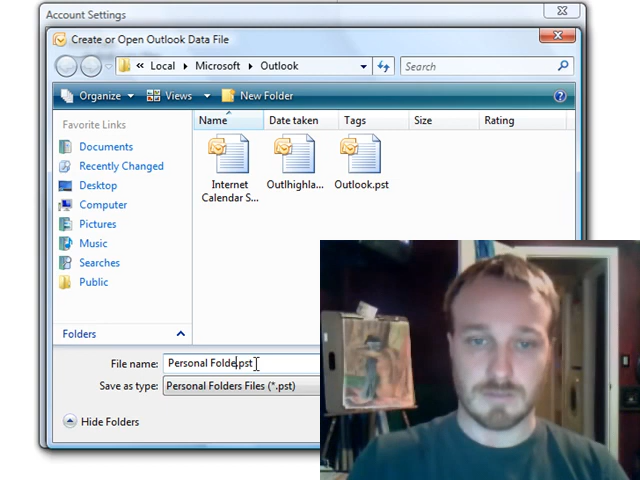 Account Settings
Create or Open Outlook Data File
« Local ▸ Microsoft ▸ Outlook
Search
Organize
Views
New Folder
Favorite Links
Name
Date taken
Tags
Size
Rating
Documents
Recently Changed
Desktop
Computer
Pictures
Music
Searches
Public
Internet Calendar S...
Outlhighla...
Outlook.pst
Folders
File name: Personal Folde.pst
Save as type: Personal Folders Files (*.pst)
Hide Folders